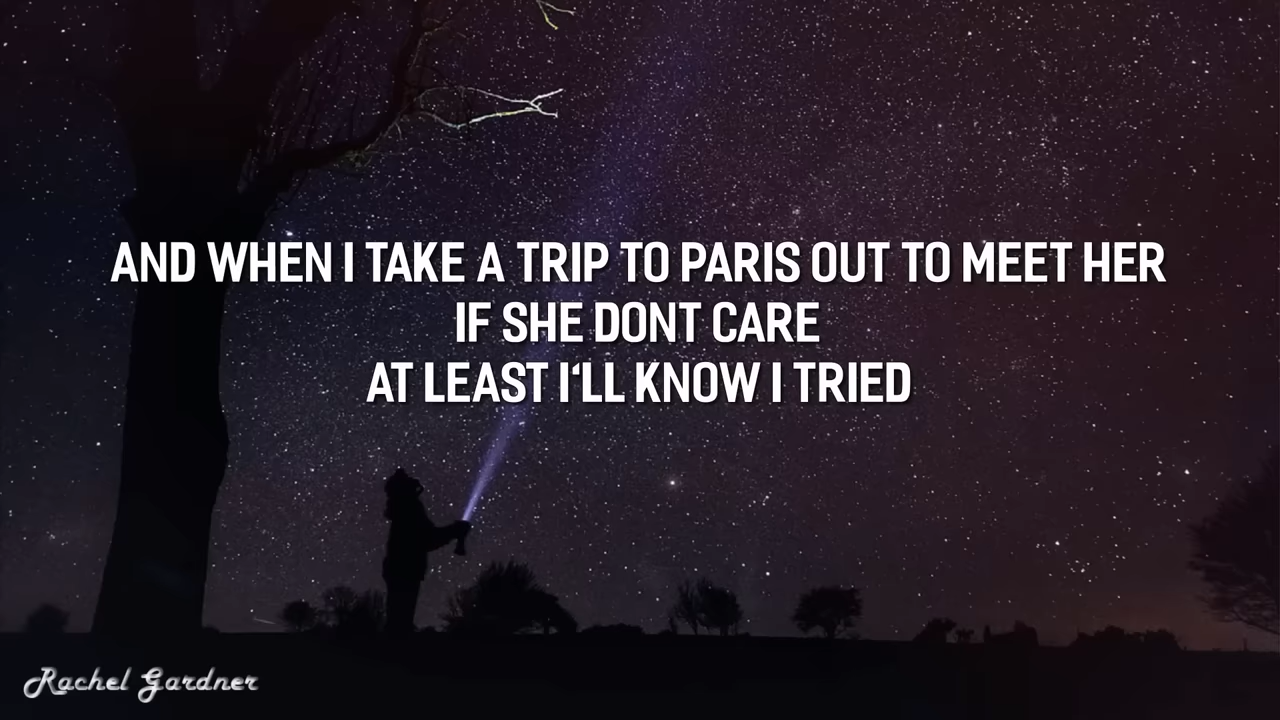 AND WHEN I TAKE A TRIP TO PARIS OUT TO MEET HER
IF SHE DONT CARE
AT LEAST I‘LL KNOW I TRIED
Rachel Gardner